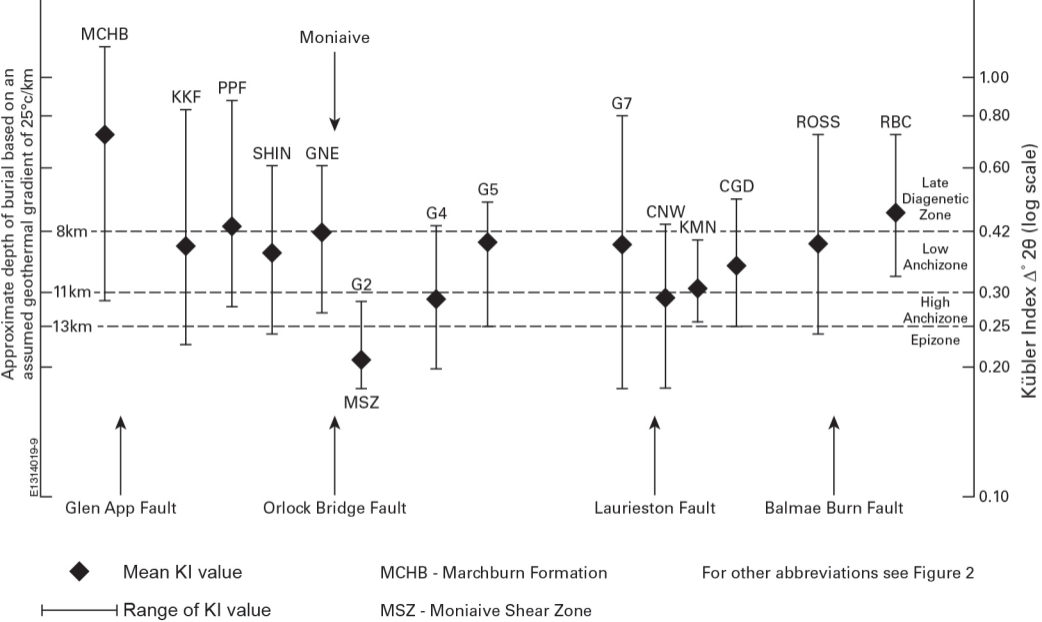 Approximate depth of burial based on an
assumed geothermal gradient of 25°c/km
MCHB
KKF
PPF
SHIN
Moniaive
GNE
G2
MSZ
G4
G5
G7
CNW
KMN
CGD
ROSS
RBC
8km
11km
13km
1.00
0.80
0.60
0.42
0.30
0.25
0.20
0.10
Late
Diagenetic
Zone
Low
Anchizone
High
Anchizone
Epizone
Kübler Index Δ° 2θ (log scale)
E1314019-9
Glen App Fault
Orlock Bridge Fault
Laurieston Fault
Balmae Burn Fault
Mean KI value
MCHB - Marchburn Formation
For other abbreviations see Figure 2
Range of KI value
MSZ - Moniaive Shear Zone